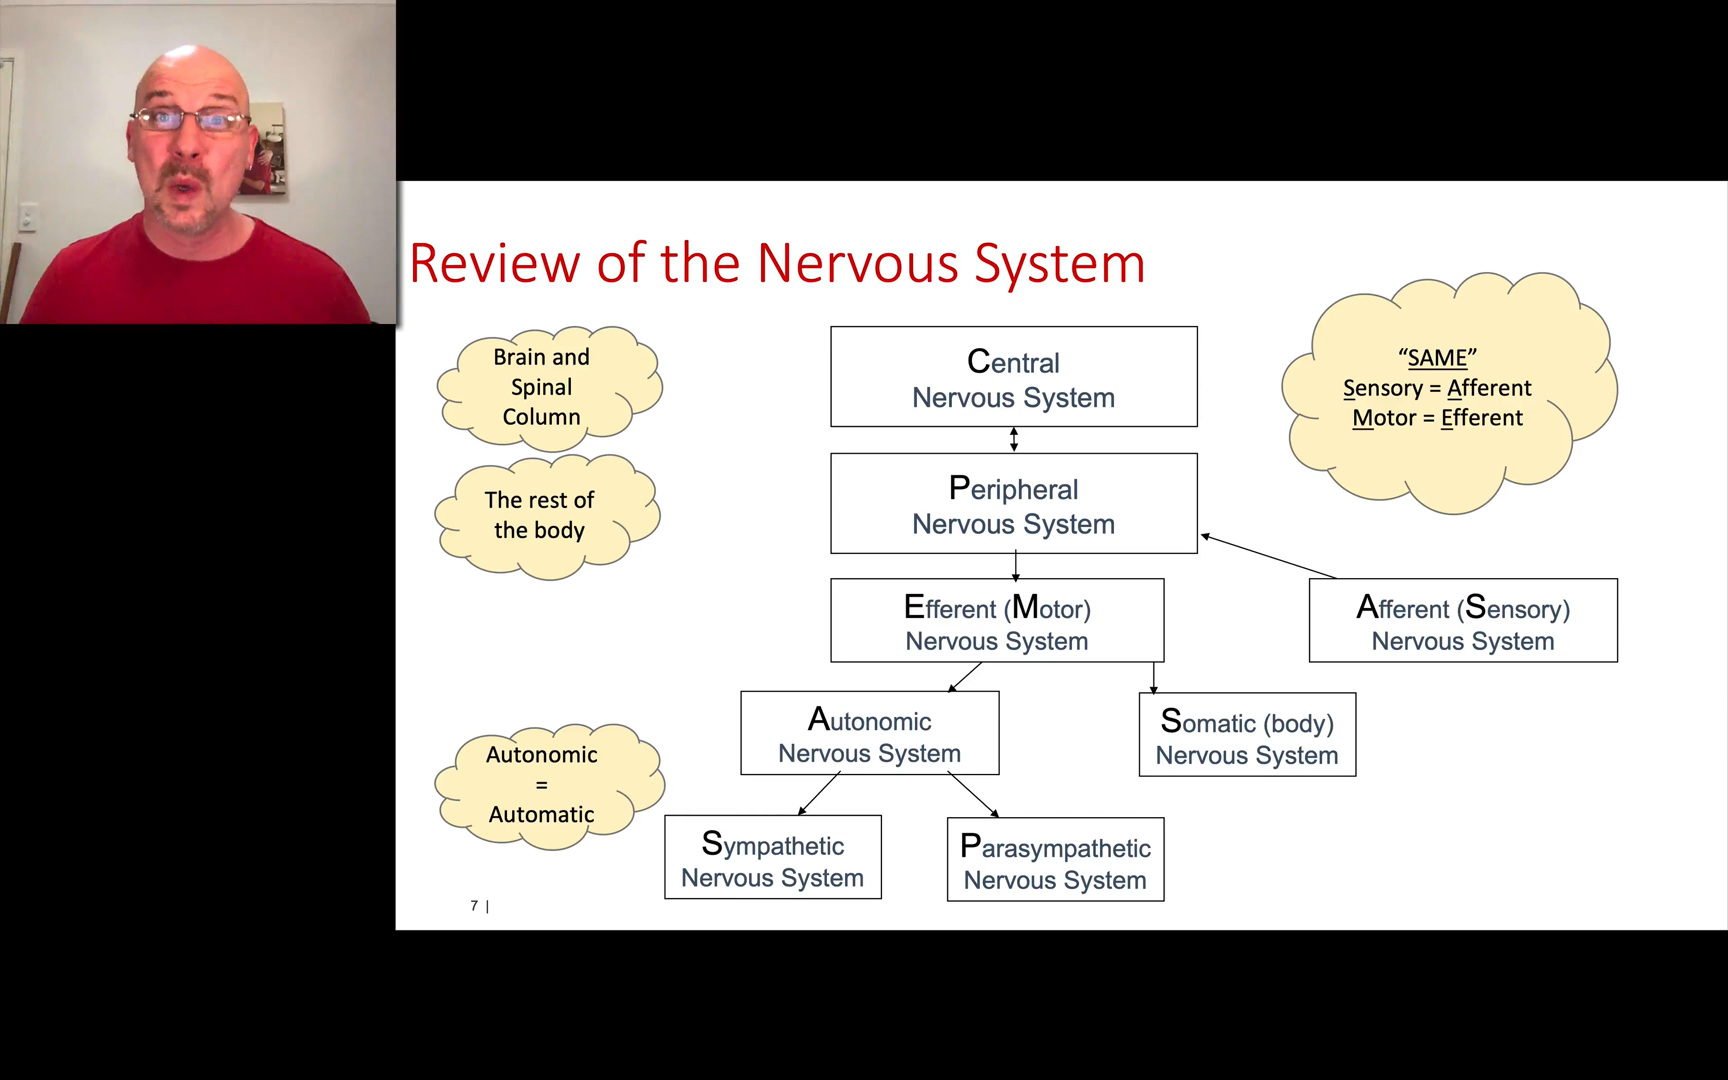 Review of the Nervous System
Brain and
Spinal
Column
Central
Nervous System
“SAME”
Sensory = Afferent
Motor = Efferent
The rest of
the body
Peripheral
Nervous System
Efferent (Motor)
Nervous System
Afferent (Sensory)
Nervous System
Autonomic
=
Automatic
Autonomic
Nervous System
Somatic (body)
Nervous System
Sympathetic
Nervous System
Parasympathetic
Nervous System
7 |